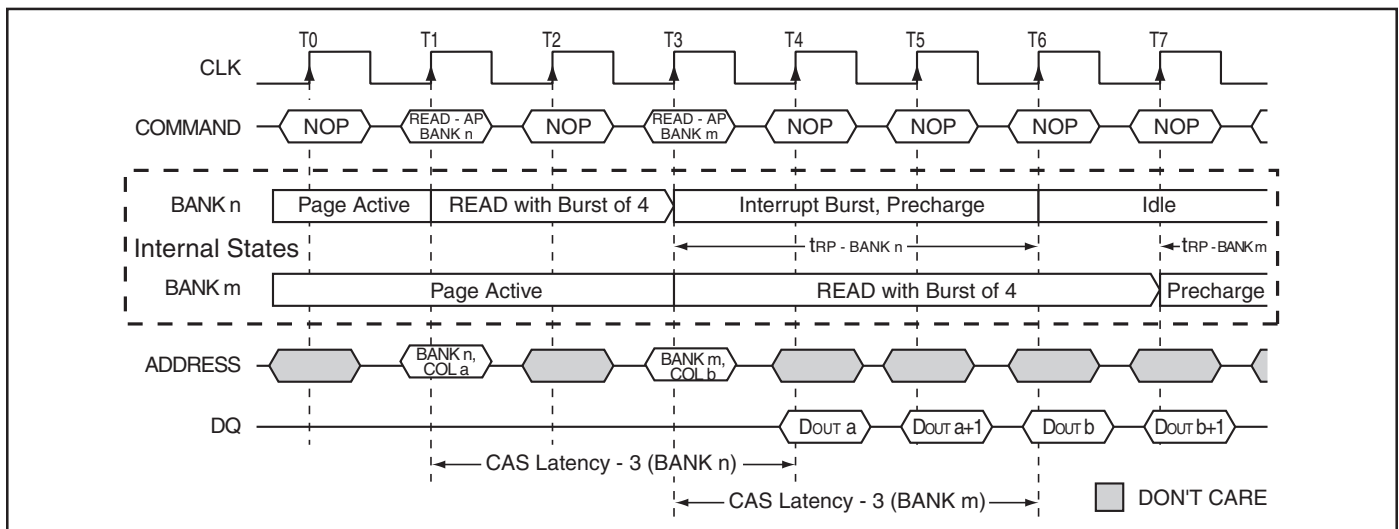 T0 T1 T2 T3 T4 T5 T6 T7
CLK
COMMAND NOP READ - AP BANK n NOP READ - AP BANK m NOP NOP NOP NOP
BANK n Page Active READ with Burst of 4 Interrupt Burst, Precharge Idle
Internal States tRP - BANK n tRP - BANK m
BANK m Page Active READ with Burst of 4 Precharge
ADDRESS BANK n, COL a BANK m, COL b
DQ DOUT a DOUT a+1 DOUT b DOUT b+1
CAS Latency - 3 (BANK n)
CAS Latency - 3 (BANK m)
DON'T CARE